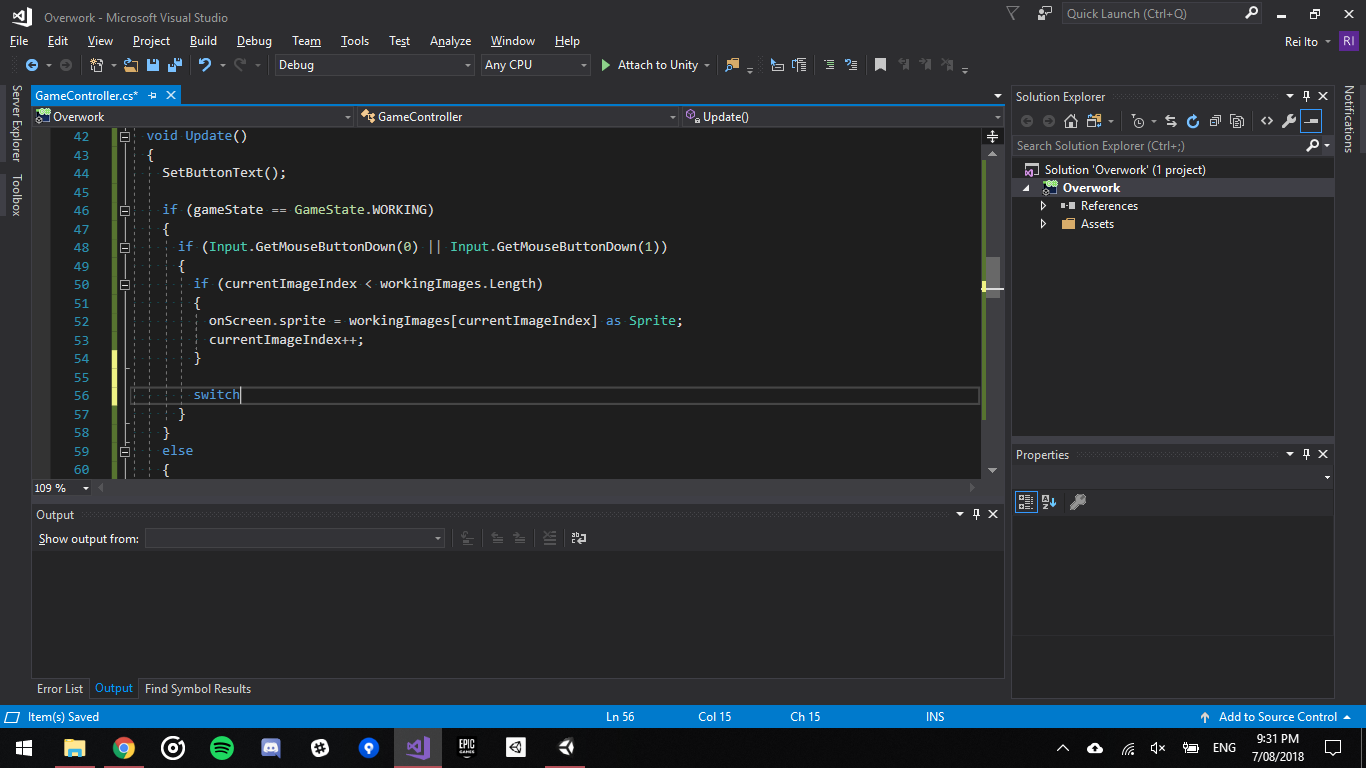 Overwork - Microsoft Visual Studio
Quick Launch (Ctrl+Q)
File Edit View Project Build Debug Team Tools Test Analyze Window Help
Rei Ito RI
Debug Any CPU Attach to Unity
Server Explorer
Toolbox
GameController.cs*
Overwork GameController Update()
42 void Update()
43 {
44 SetButtonText();
45
46 if (gameState == GameState.WORKING)
47 {
48 if (Input.GetMouseButtonDown(0) || Input.GetMouseButtonDown(1))
49 {
50 if (currentImageIndex < workingImages.Length)
51 {
52 onScreen.sprite = workingImages[currentImageIndex] as Sprite;
53 currentImageIndex++;
54 }
55
56 switch
57 }
58 }
59 else
60 {
109 %
Output
Show output from:
Error List Output Find Symbol Results
Solution Explorer
Search Solution Explorer (Ctrl+;)
Solution 'Overwork' (1 project)
Overwork
References
Assets
Properties
Notifications
Item(s) Saved Ln 56 Col 15 Ch 15 INS Add to Source Control
EPIC GAMES
ENG
9:31 PM
7/08/2018